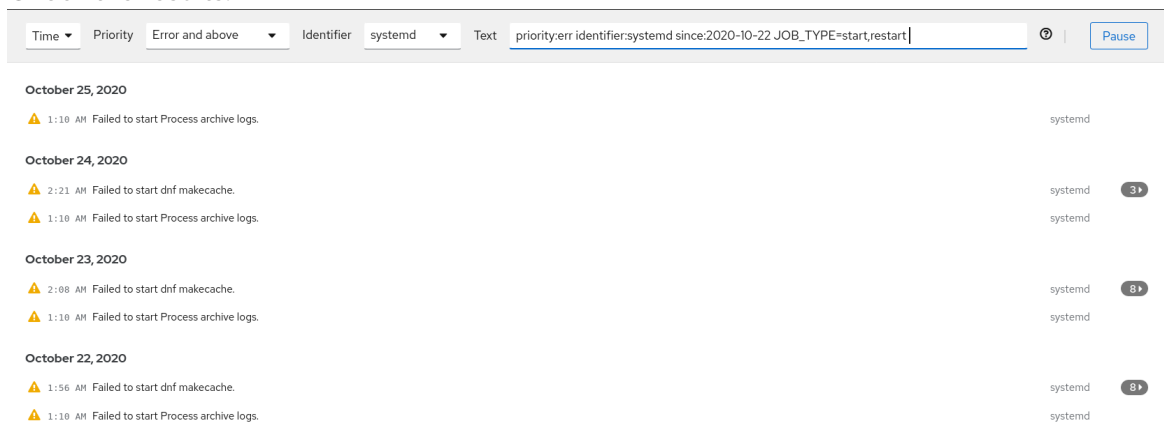 Time Priority Error and above Identifier systemd Text priority:err identifier:systemd since:2020-10-22 JOB_TYPE=start,restart Pause
October 25, 2020
1:10 AM Failed to start Process archive logs. systemd
October 24, 2020
2:21 AM Failed to start dnf makecache. systemd 3
1:10 AM Failed to start Process archive logs. systemd
October 23, 2020
2:08 AM Failed to start dnf makecache. systemd 8
1:10 AM Failed to start Process archive logs. systemd
October 22, 2020
1:56 AM Failed to start dnf makecache. systemd 8
1:10 AM Failed to start Process archive logs. systemd